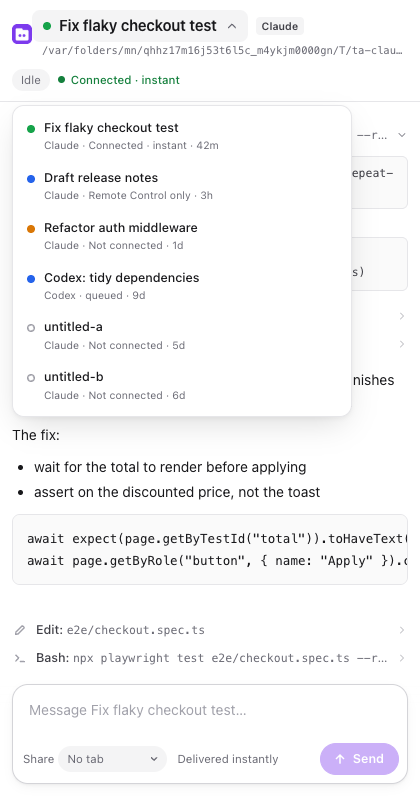 Fix flaky checkout test
Claude
/var/folders/mn/qhhz17m16j53t6l5c_m4ykjm0000gn/T/ta-clau…
Idle
Connected · instant
Fix flaky checkout test
Claude · Connected · instant · 42m
--r…
epeat-
Draft release notes
Claude · Remote Control only · 3h
Refactor auth middleware
Claude · Not connected · 1d
s)
Codex: tidy dependencies
Codex · queued · 9d
untitled-a
Claude · Not connected · 5d
untitled-b
Claude · Not connected · 6d
nishes
The fix:
• wait for the total to render before applying
• assert on the discounted price, not the toast
await expect(page.getByTestId("total")).toHaveText(
await page.getByRole("button", { name: "Apply" }).c
Edit: e2e/checkout.spec.ts
Bash: npx playwright test e2e/checkout.spec.ts --r…
Message Fix flaky checkout test…
Share No tab Delivered instantly Send